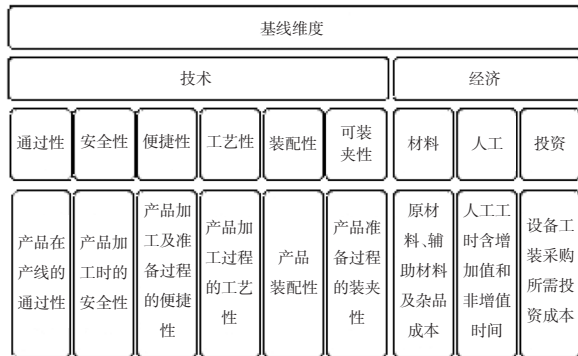 基线维度
技术
经济
通过性
安全性
便捷性
工艺性
装配性
可装
夹性
材料
人工
投资
产品在
产线的
通过性
产品加
工时的
安全性
产品加
工及准
备过程
的便捷
性
产品加
工过程
的工艺
性
产品
装配性
产品准
备过程
的装夹
性
原材
料、辅
助材料
及杂品
成本
人工工
时含增
加值和
非增值
时间
设备工
装采购
所需投
资成本